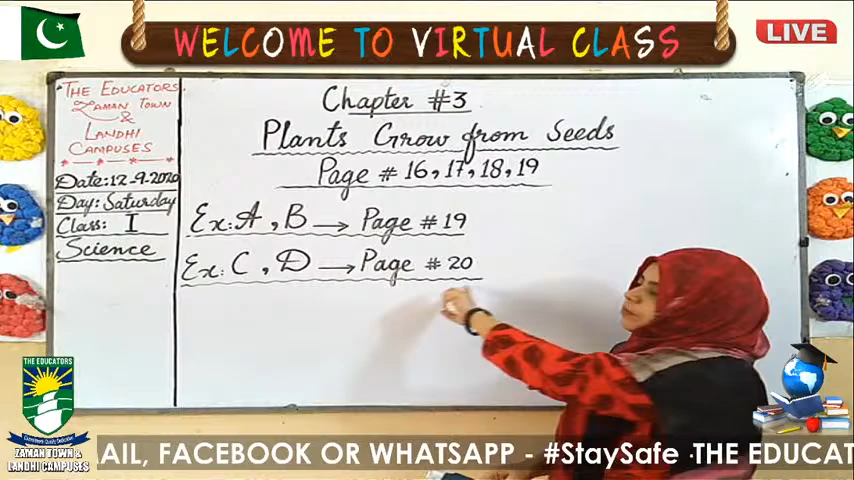 WELCOME TO VIRTUAL CLASS
LIVE
THE EDUCATORS
ZAMAN TOWN
&
LANDHI
CAMPUSES
Date: 12-9-2020
Day: Saturday
Class: I
Science
Chapter #3
Plants Grow from Seeds
Page # 16, 17, 18, 19
Ex: A, B → Page # 19
Ex: C, D → Page # 20
THE EDUCATORS
ZAMAN TOWN &
LANDHI CAMPUSES
AIL, FACEBOOK OR WHATSAPP - #StaySafe -THE EDUCAT